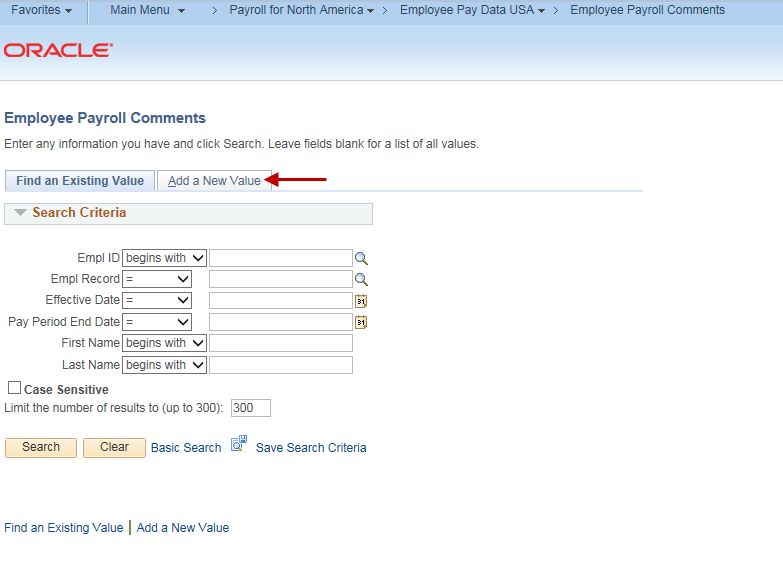 Favorites Main Menu > Payroll for North America > Employee Pay Data USA > Employee Payroll Comments
ORACLE
Employee Payroll Comments
Enter any information you have and click Search. Leave fields blank for a list of all values.
Find an Existing Value Add a New Value
Search Criteria
Empl ID begins with
Empl Record =
Effective Date = 31
Pay Period End Date = 31
First Name begins with
Last Name begins with
Case Sensitive
Limit the number of results to (up to 300): 300
Search Clear Basic Search Save Search Criteria
Find an Existing Value | Add a New Value